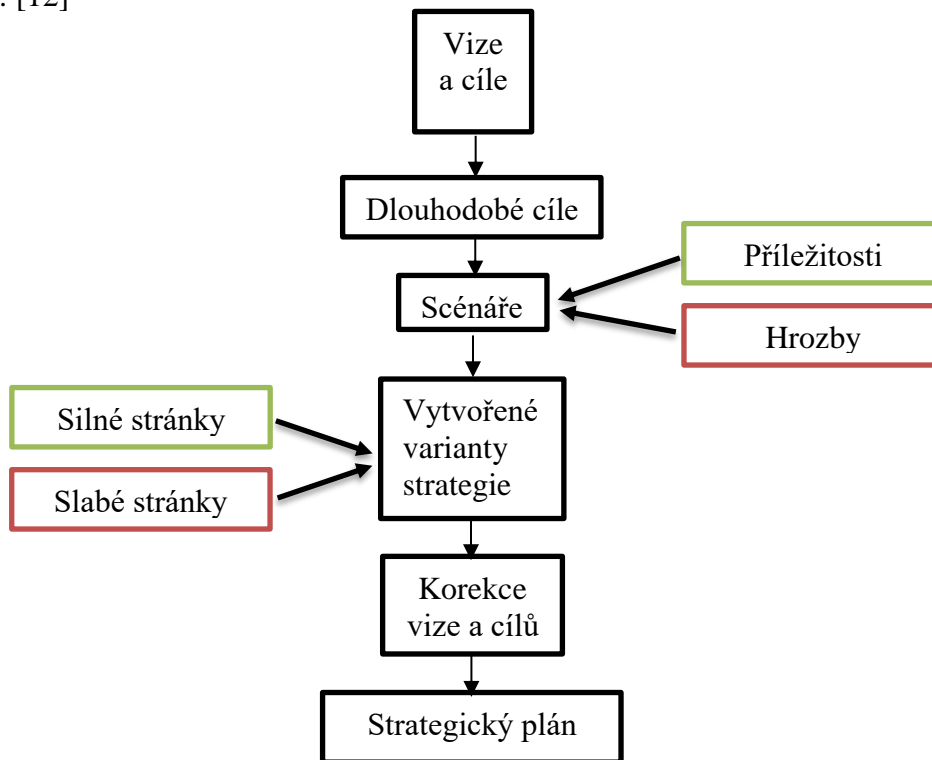 . [12]
Vize
a cíle
Dlouhodobé cíle
Příležitosti
Scénáře
Hrozby
Silné stránky
Vytvořené
varianty
strategie
Slabé stránky
Korekce
vize a cílů
Strategický plán